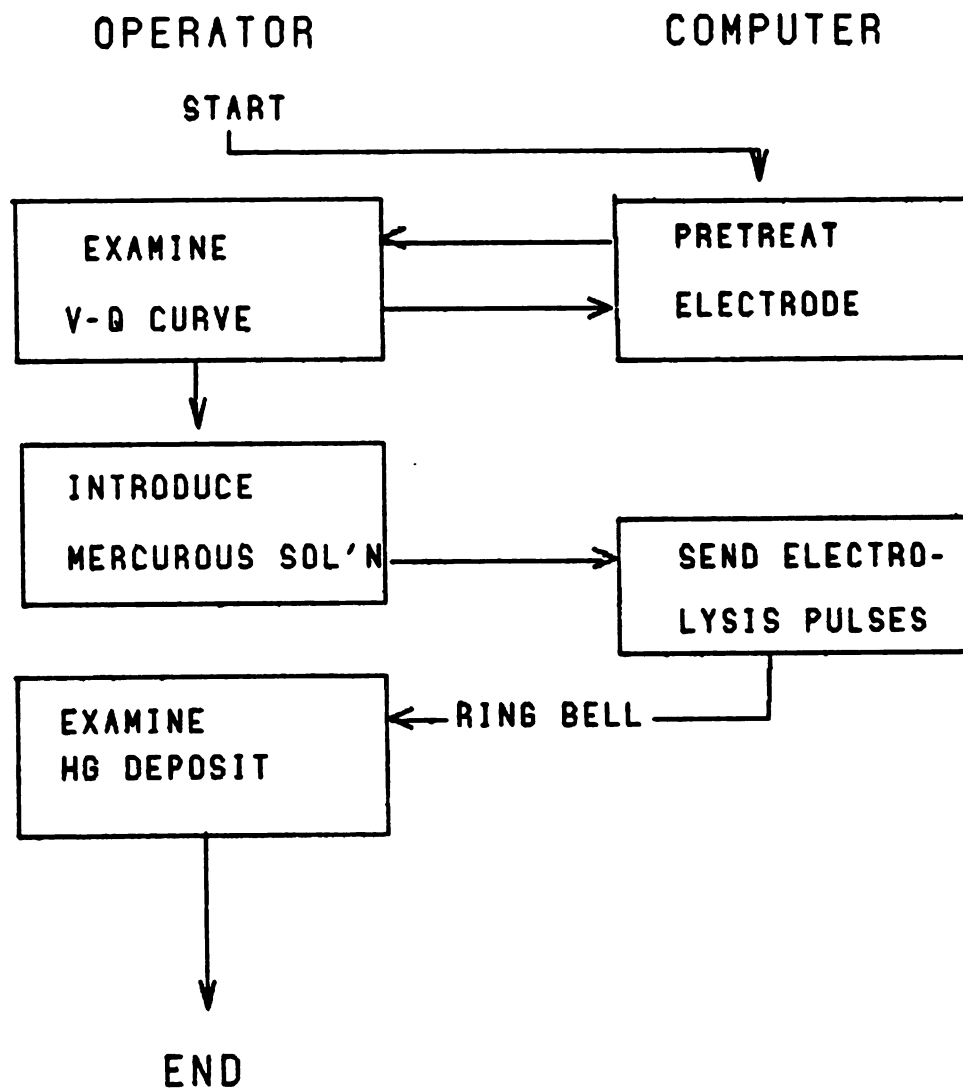 OPERATOR
COMPUTER
START
EXAMINE
V-Q CURVE
PRETREAT
ELECTRODE
INTRODUCE
MERCUROUS SOL'N
SEND ELECTRO-
LYSIS PULSES
RING BELL
EXAMINE
HG DEPOSIT
END